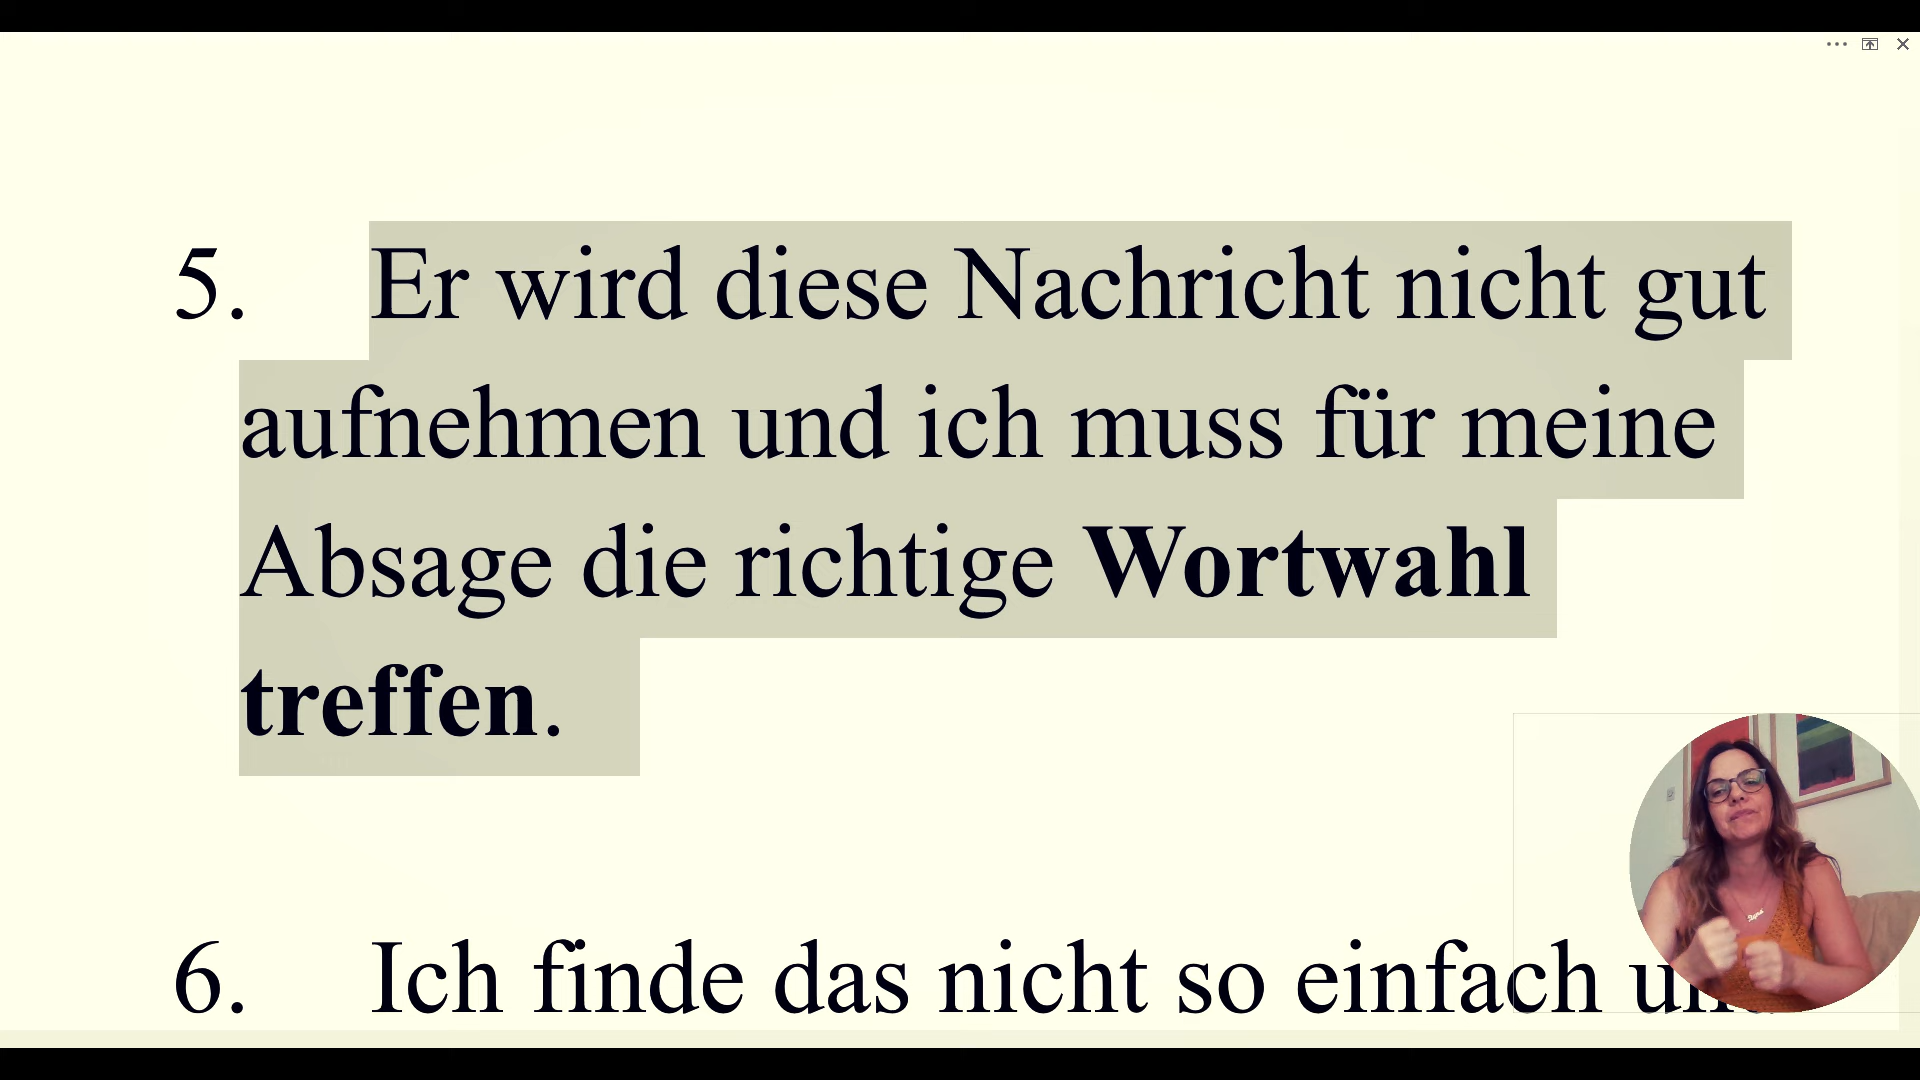 5. Er wird diese Nachricht nicht gut
aufnehmen und ich muss für meine
Absage die richtige Wortwahl
treffen.
6. Ich finde das nicht so einfach